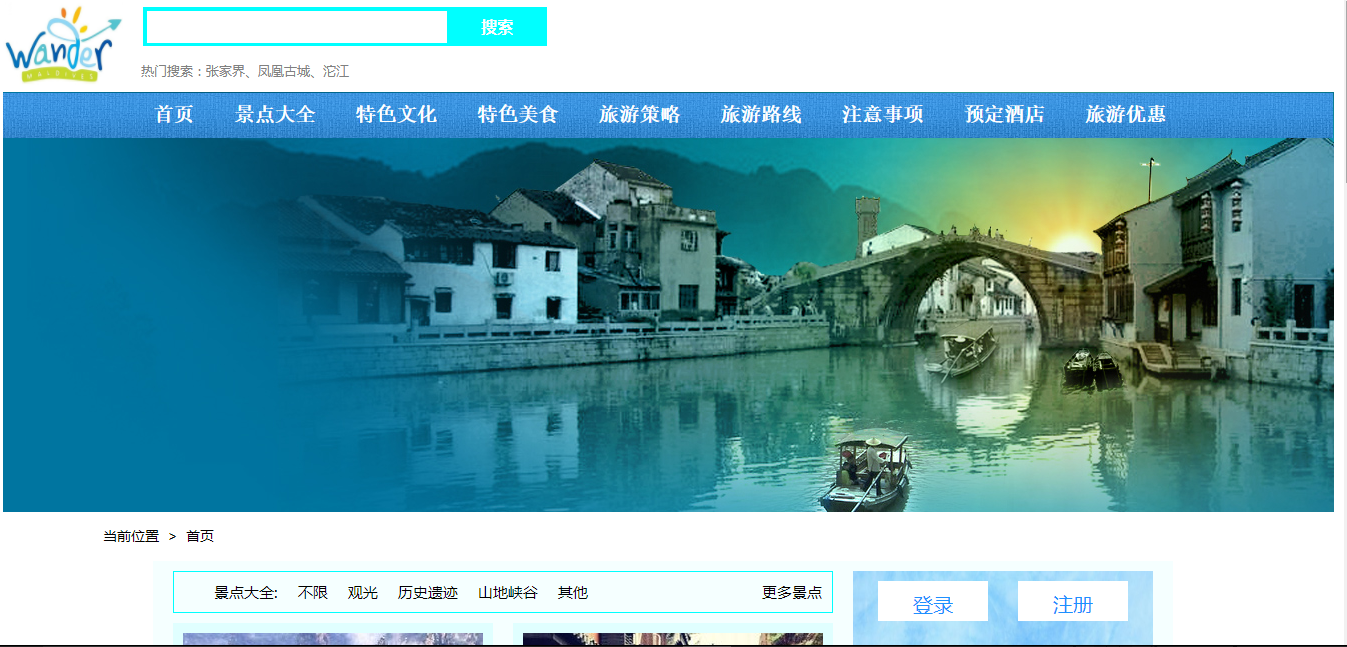 Wander
MALDIVES
搜索
热门搜索：张家界、凤凰古城、沱江
首页 景点大全 特色文化 特色美食 旅游策略 旅游路线 注意事项 预定酒店 旅游优惠
当前位置 > 首页
景点大全: 不限 观光 历史遗迹 山地峡谷 其他 更多景点
登录 注册